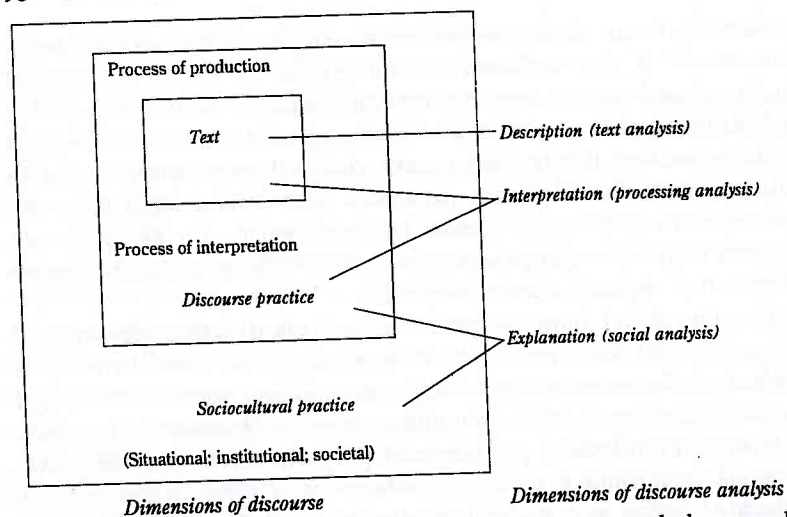 Process of production
Text
Description (text analysis)
Interpretation (processing analysis)
Process of interpretation
Discourse practice
Explanation (social analysis)
Sociocultural practice
(Situational; institutional; societal)
Dimensions of discourse
Dimensions of discourse analysis